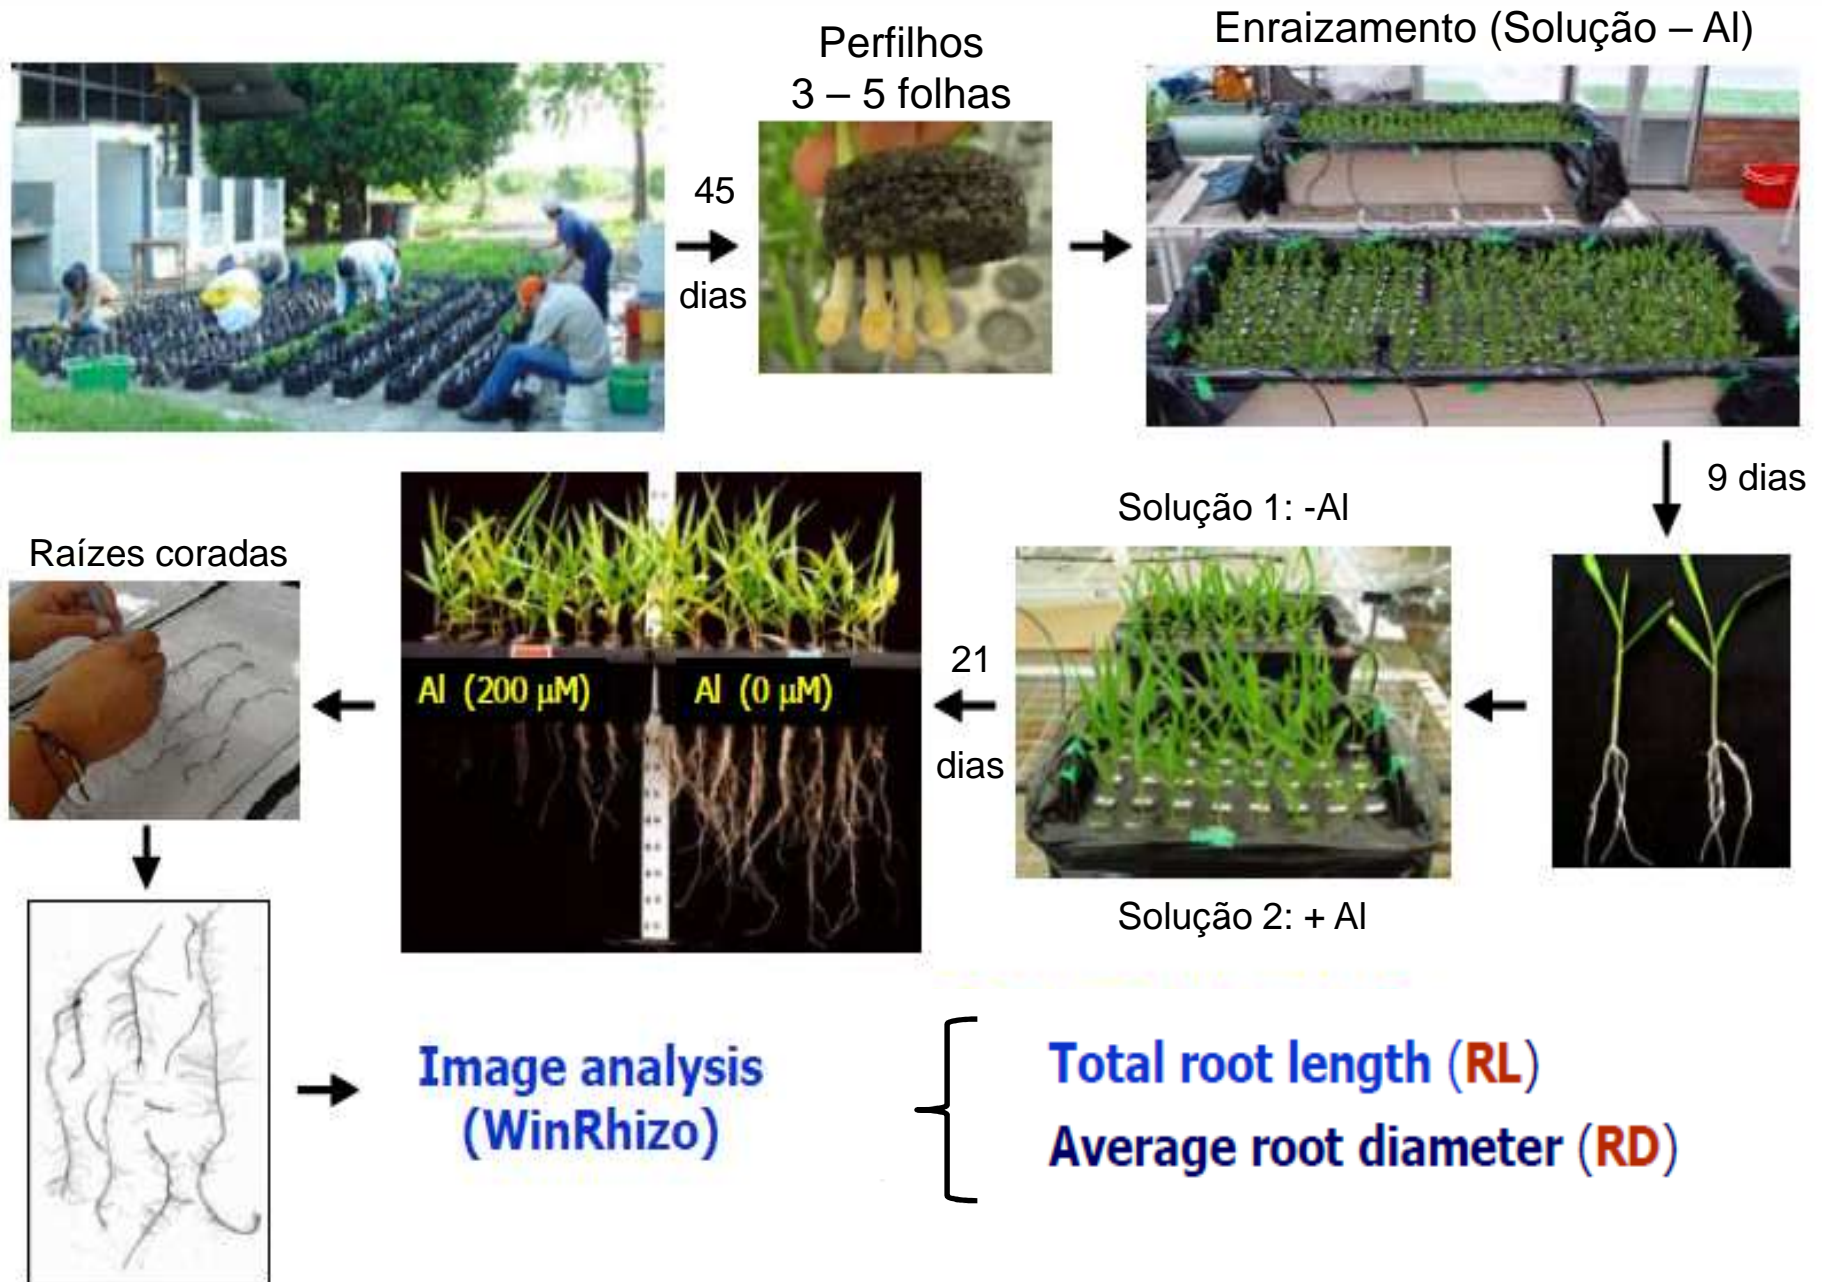 Perfilhos
3 – 5 folhas
Enraizamento (Solução – Al)
45
dias
9 dias
Solução 1: -Al
Solução 2: + Al
21
dias
Al (200 μM)
Al (0 μM)
Raízes coradas
Image analysis
(WinRhizo)
Total root length (RL)
Average root diameter (RD)